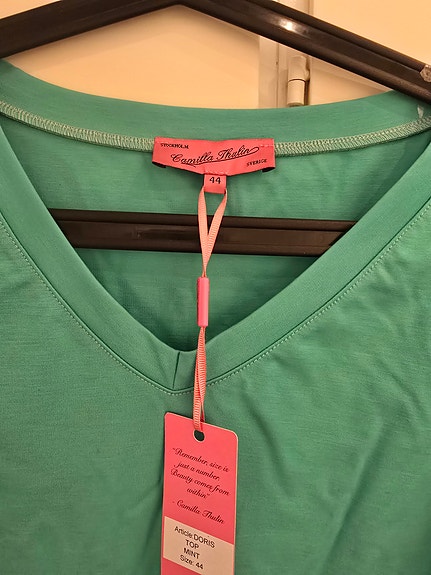 STOCKHOLM
Camilla Thulin
SVERIGE
44
"Remember, size is
just a number.
Beauty comes from
within"
- Camilla Thulin
Article:DORIS
TOP
MINT
Size: 44